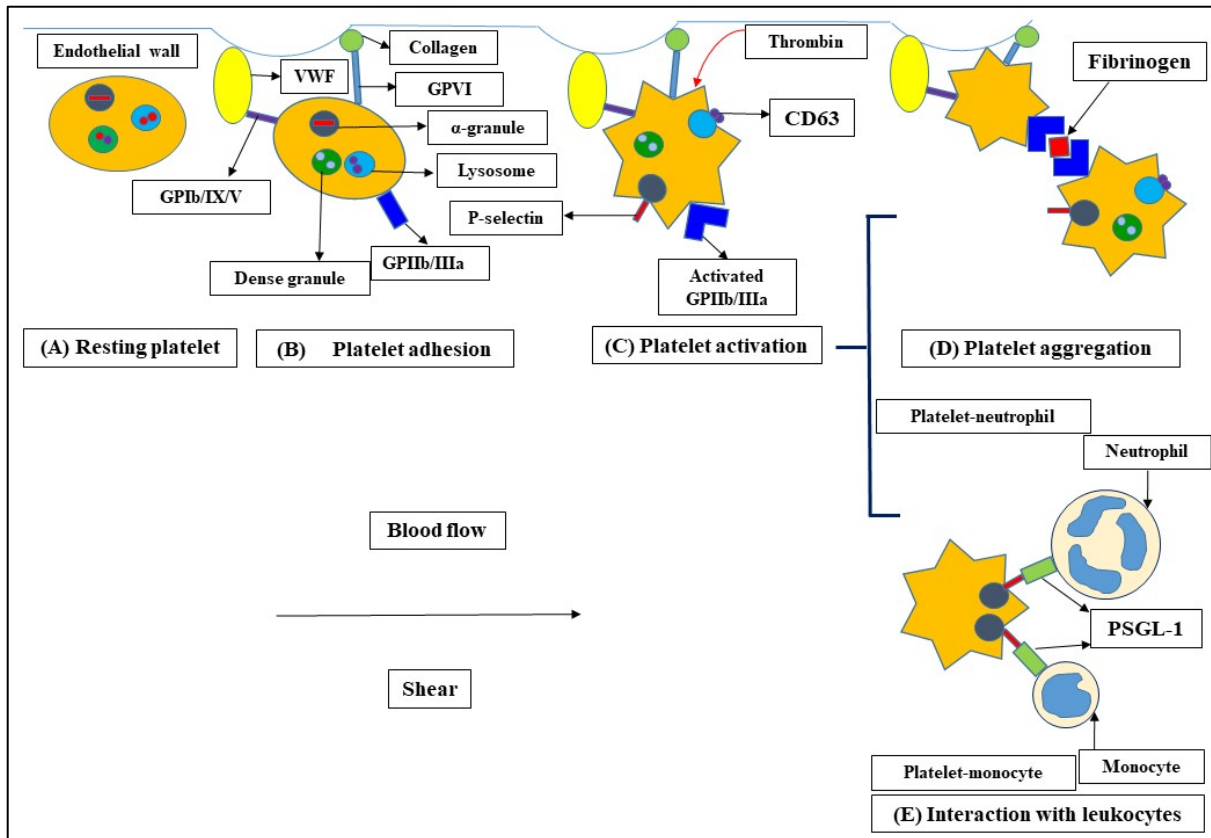 Endothelial wall
VWF
Collagen
GPVI
α-granule
Lysosome
GPIb/IX/V
Dense granule
GPIIb/IIIa
(A) Resting platelet
(B) Platelet adhesion
Thrombin
CD63
P-selectin
Activated
GPIIb/IIIa
(C) Platelet activation
Fibrinogen
(D) Platelet aggregation
Platelet-neutrophil
Neutrophil
Blood flow
Shear
PSGL-1
Platelet-monocyte
Monocyte
(E) Interaction with leukocytes